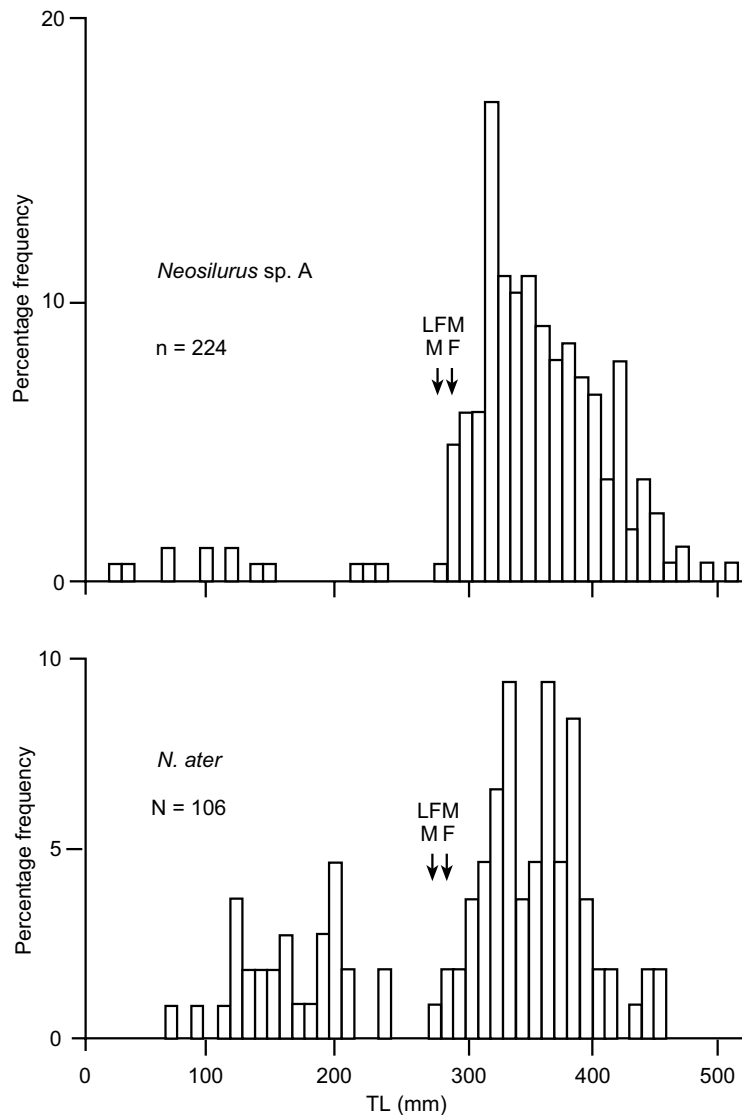 20
10
0
Percentage frequency
Neosilurus sp. A
n = 224
LFM
M F
10
5
0
Percentage frequency
N. ater
N = 106
LFM
M F
0 100 200 300 400 500
TL (mm)